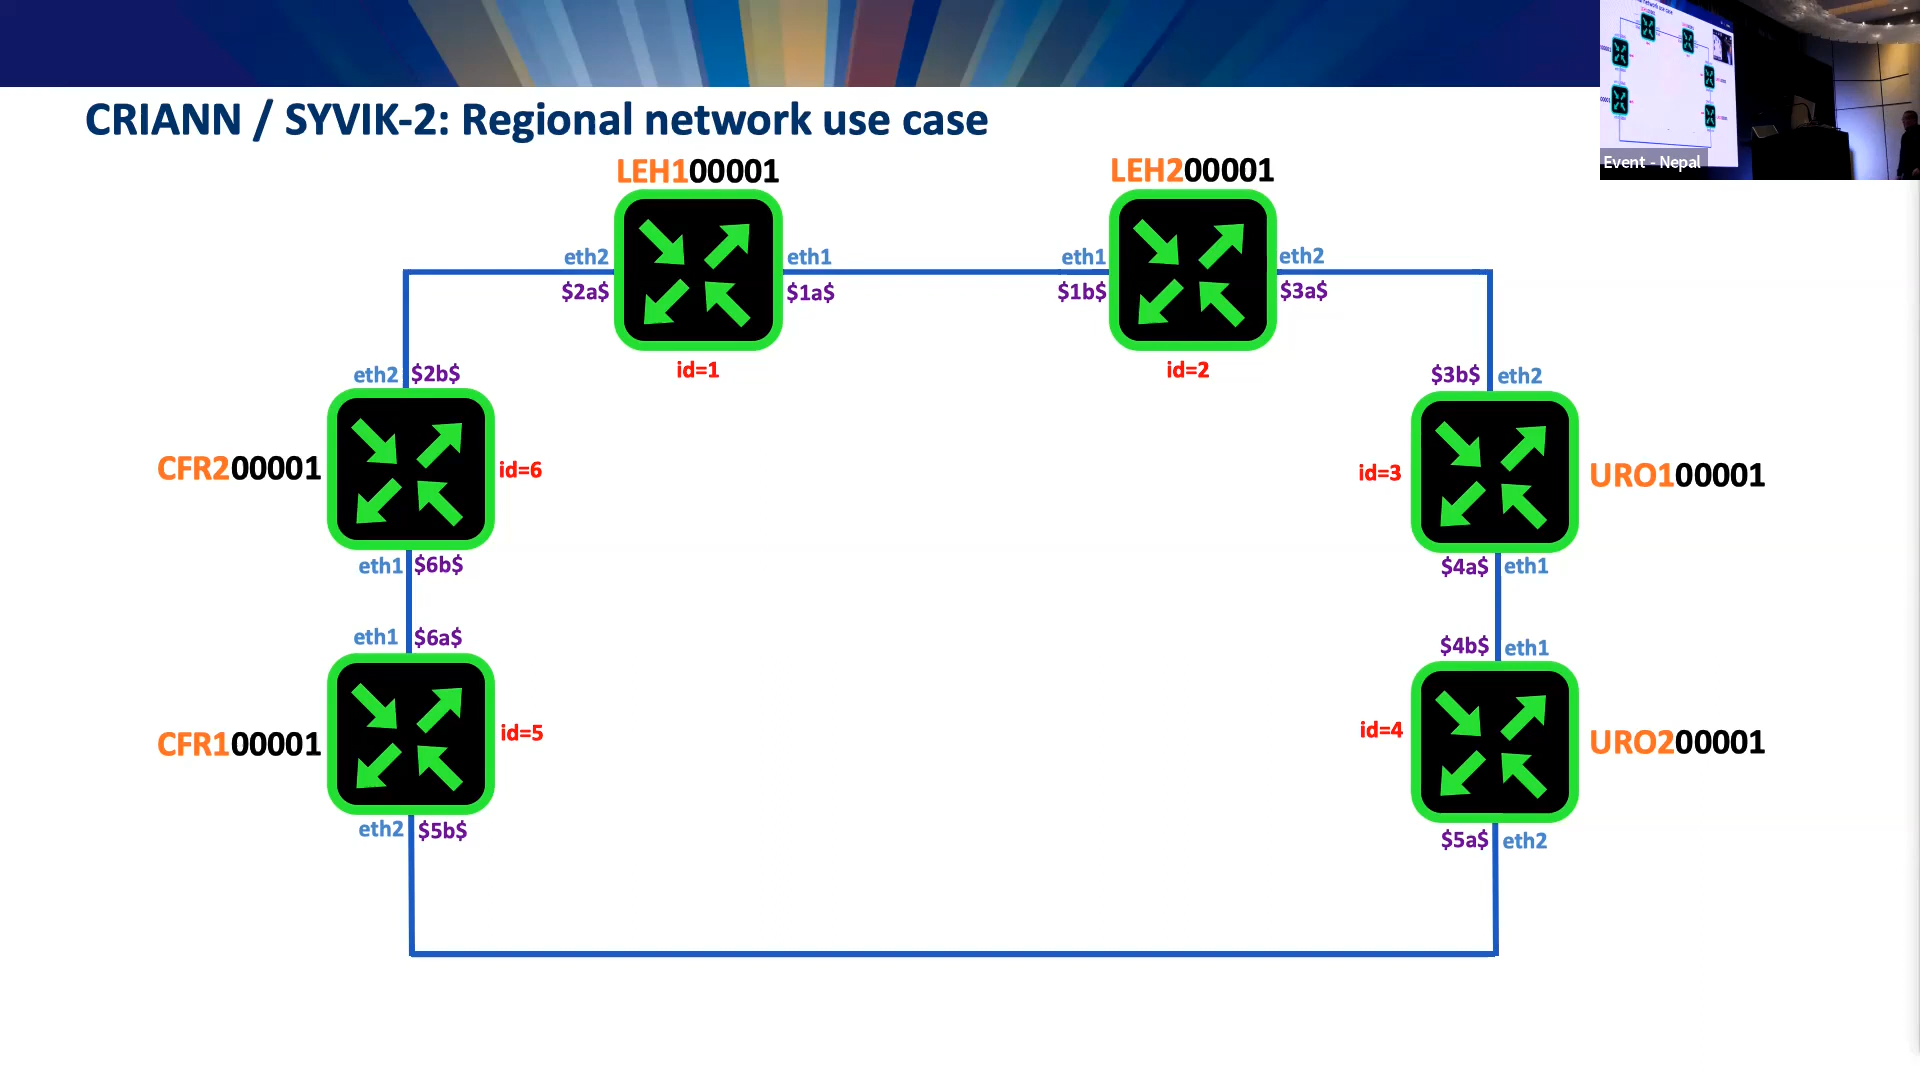 CRIANN / SYVIK-2: Regional network use case
Event - Nepal
LEH100001
LEH200001
eth2
eth1
eth1
eth2
$2a$
$1a$
$1b$
$3a$
id=1
id=2
eth2 $2b$
$3b$ eth2
CFR200001
id=6
id=3
URO100001
eth1 $6b$
$4a$ eth1
eth1 $6a$
$4b$ eth1
CFR100001
id=5
id=4
URO200001
eth2 $5b$
$5a$ eth2